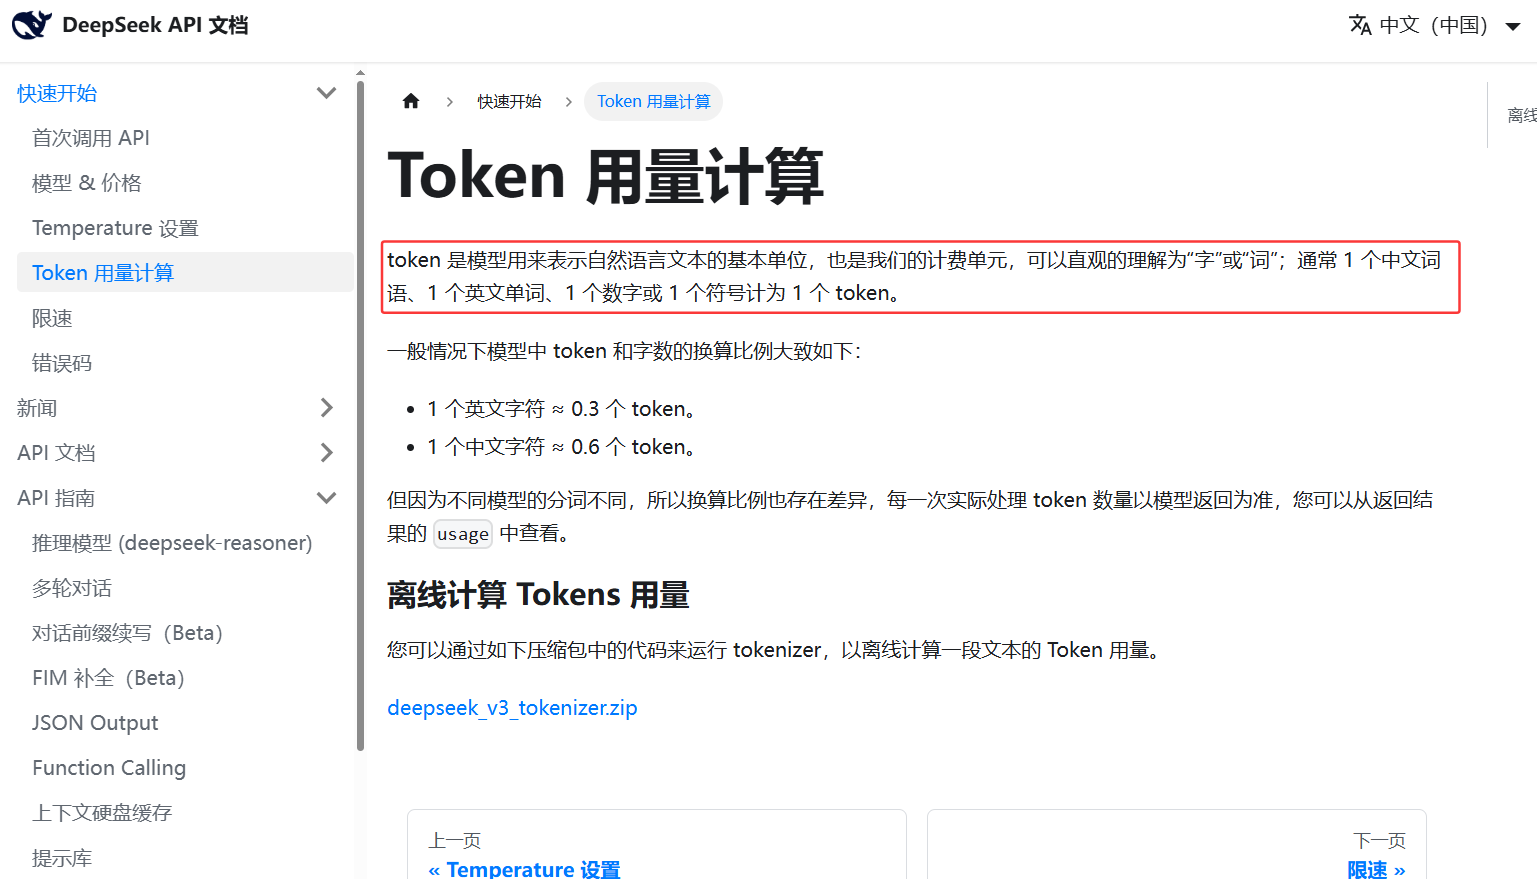 DeepSeek API 文档
中文（中国）
快速开始
首次调用 API
模型 & 价格
Temperature 设置
Token 用量计算
限速
错误码
新闻
API 文档
API 指南
推理模型 (deepseek-reasoner)
多轮对话
对话前缀续写（Beta）
FIM 补全（Beta）
JSON Output
Function Calling
上下文硬盘缓存
提示库
快速开始
Token 用量计算
Token 用量计算
token 是模型用来表示自然语言文本的基本单位，也是我们的计费单元，可以直观的理解为“字”或“词”；通常 1 个中文词
语、1 个英文单词、1 个数字或 1 个符号计为 1 个 token。
一般情况下模型中 token 和字数的换算比例大致如下：
• 1 个英文字符 ≈ 0.3 个 token。
• 1 个中文字符 ≈ 0.6 个 token。
但因为不同模型的分词不同，所以换算比例也存在差异，每一次实际处理 token 数量以模型返回为准，您可以从返回结
果的 usage 中查看。
离线计算 Tokens 用量
您可以通过如下压缩包中的代码来运行 tokenizer，以离线计算一段文本的 Token 用量。
deepseek_v3_tokenizer.zip
上一页
« Temperature 设置
下一页
限速 »
离线